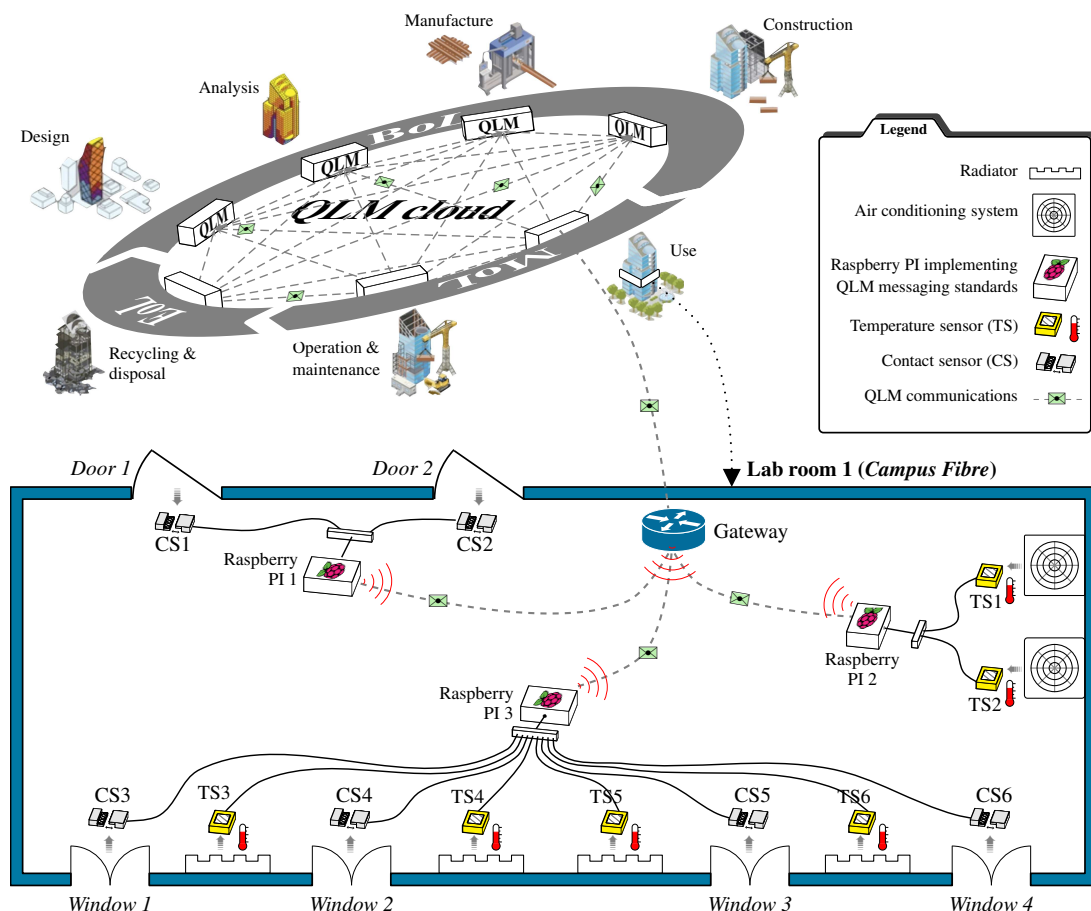 Manufacture
Construction
Analysis
Design
BoL
QLM
QLM
QLM
QLM
QLM cloud
MoL
EoL
Use
Recycling &
disposal
Operation &
maintenance
Legend
Radiator
Air conditioning system
Raspberry PI implementing
QLM messaging standards
Temperature sensor (TS)
Contact sensor (CS)
QLM communications
Door 1
Door 2
Lab room 1 (Campus Fibre)
CS1
CS2
Gateway
Raspberry
PI 1
TS1
Raspberry
PI 2
TS2
Raspberry
PI 3
CS3
TS3
CS4
TS4
TS5
CS5
TS6
CS6
Window 1
Window 2
Window 3
Window 4